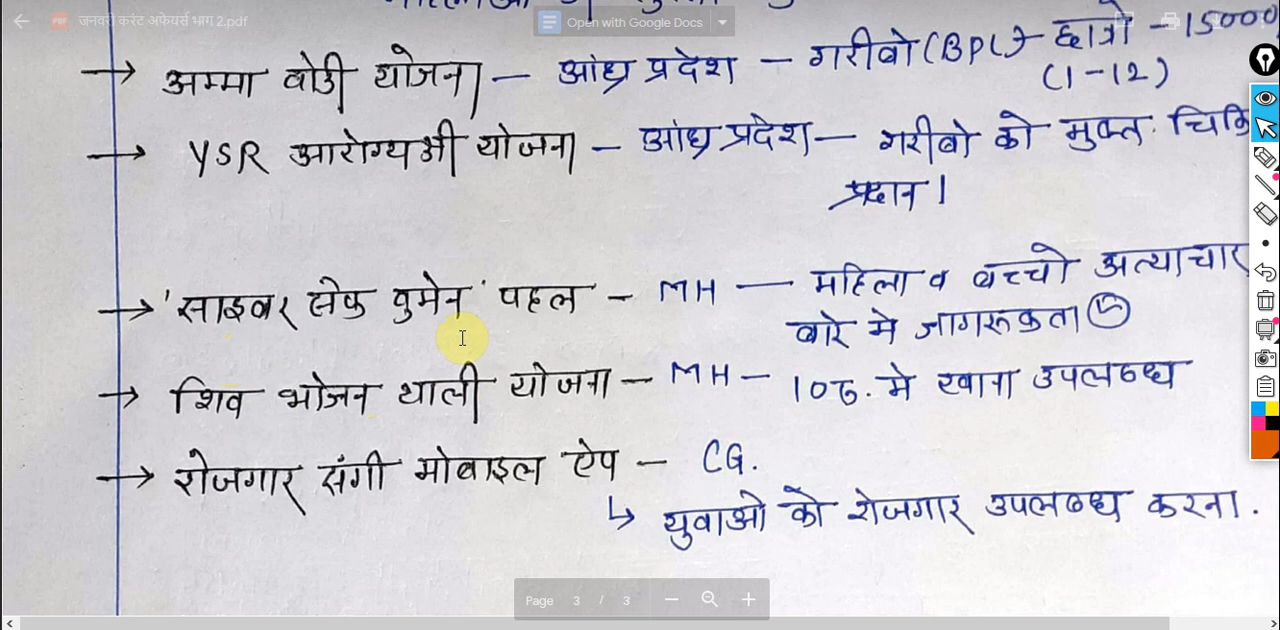 जनवरी करंट अफेयर्स भाग 2.pdf
Open with Google Docs
→ अम्मा वोडी योजना — आंध्र प्रदेश — गरीबो (BPL) - छात्रो - 15000
(1-12)
→ YSR आरोग्यश्री योजना — आंध्र प्रदेश — गरीबो को मुफ्त चिकि
प्रदान।
→ 'साइबर सेफ वुमेन' पहल — MH — महिला व बच्चो अत्याचार
बारे मे जागरूकता
→ शिव भोजन थाली योजना — MH — 10रु. मे खाना उपलब्ध
→ रोजगार संगी मोबाइल ऐप — CG.
↳ युवाओ को रोजगार उपलब्ध करना.
Page 3 / 3